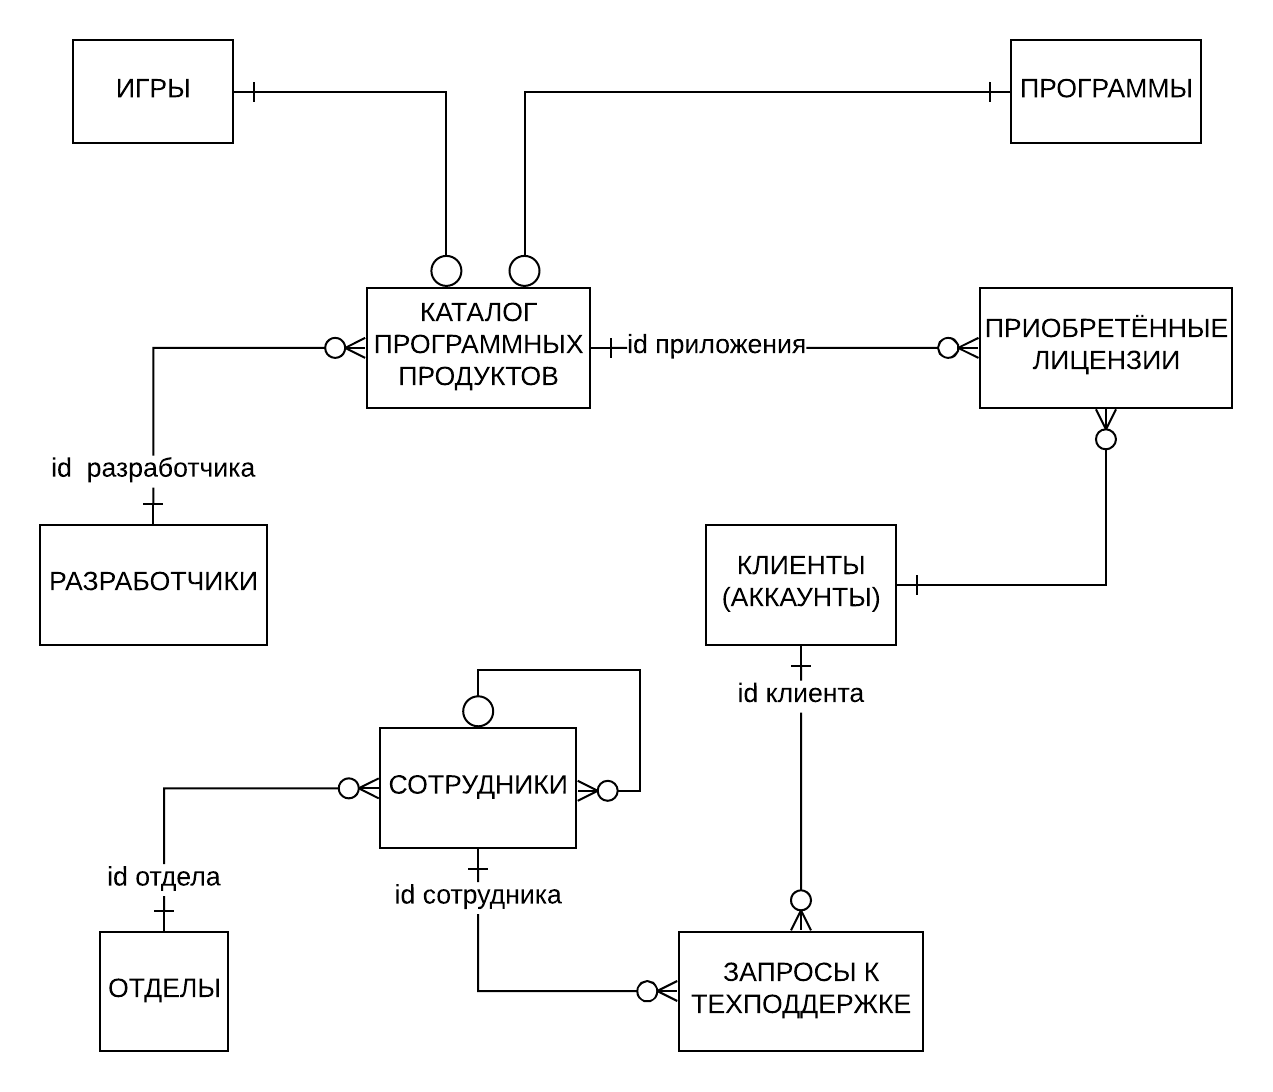 ИГРЫ
ПРОГРАММЫ
КАТАЛОГ
ПРОГРАММНЫХ
ПРОДУКТОВ
id приложения
ПРИОБРЕТЁННЫЕ
ЛИЦЕНЗИИ
id разработчика
РАЗРАБОТЧИКИ
КЛИЕНТЫ
(АККАУНТЫ)
id клиента
СОТРУДНИКИ
id отдела
id сотрудника
ОТДЕЛЫ
ЗАПРОСЫ К
ТЕХПОДДЕРЖКЕ